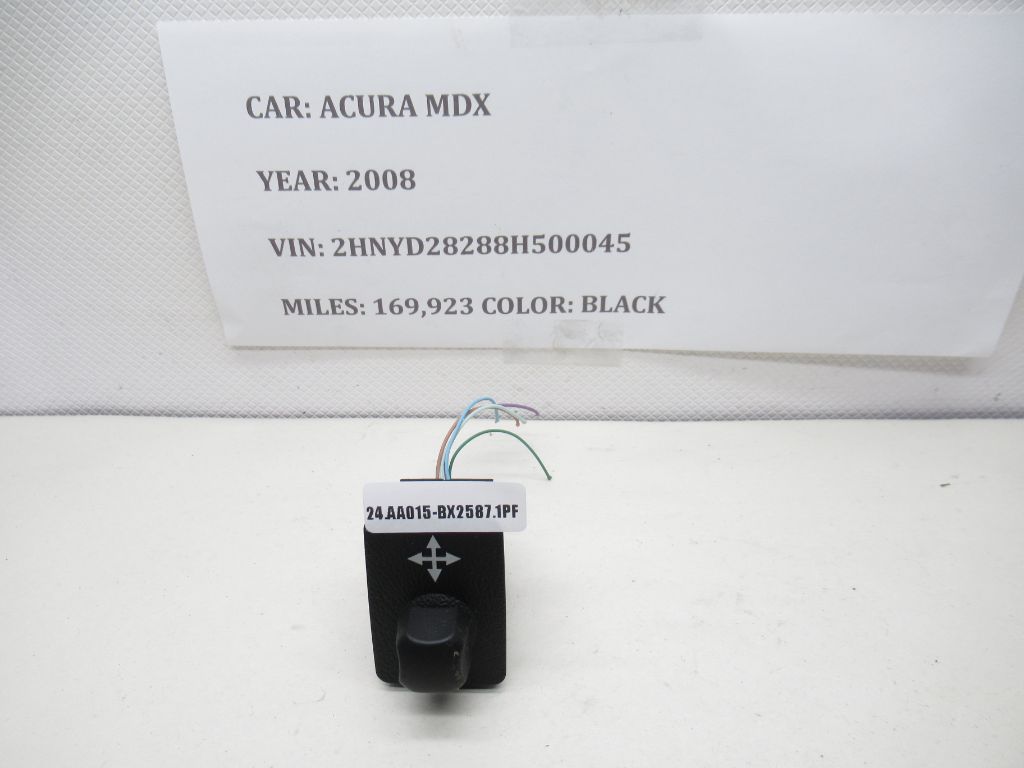 CAR: ACURA MDX
YEAR: 2008
VIN: 2HNYD28288H500045
MILES: 169,923 COLOR: BLACK
24.AA015-BX2587.1PF